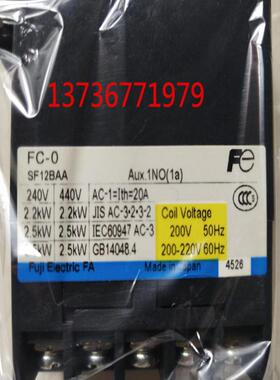 13736771979
FC-0
SF12BAA Aux.1NO(1a) Fe
240V 440V AC-1=Ith=20A
2.2kW 2.2kW JIS AC-3・2・3-2 Coil Voltage
2.5kW 2.5kW IEC60947 AC-3 200V 50Hz
2.5kW GB14048.4 200-220V 60Hz
Fuji Electric FA Made in Japan 4526